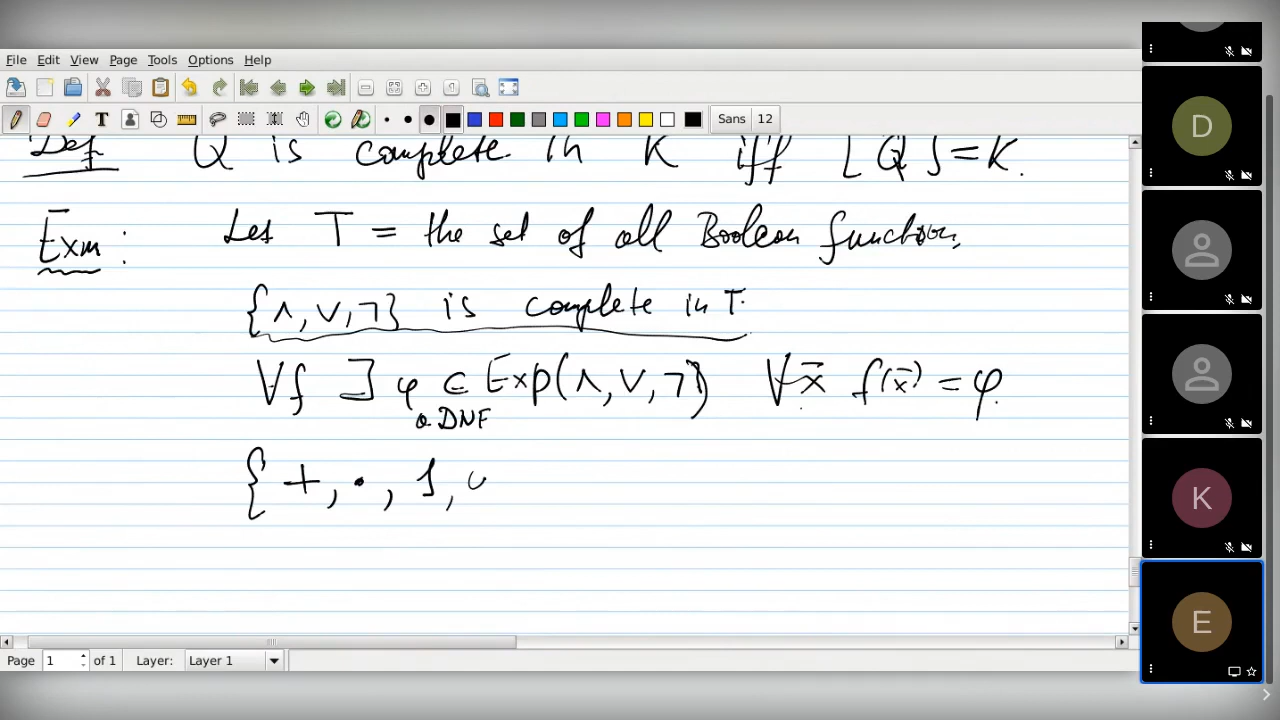 File Edit View Page Tools Options Help
Sans 12
Def Q is complete in K iff [Q] = K.
D
Exm: Let T = the set of all Boolean functions,
{∧, ∨, ¬} is complete in T.
∀f ∃ φ ∈ Exp(∧, ∨, ¬) ∀x̄ f(x̄) = φ.
a DNF
{ +, ·, 1,
K
E
Page 1 of 1 Layer: Layer 1